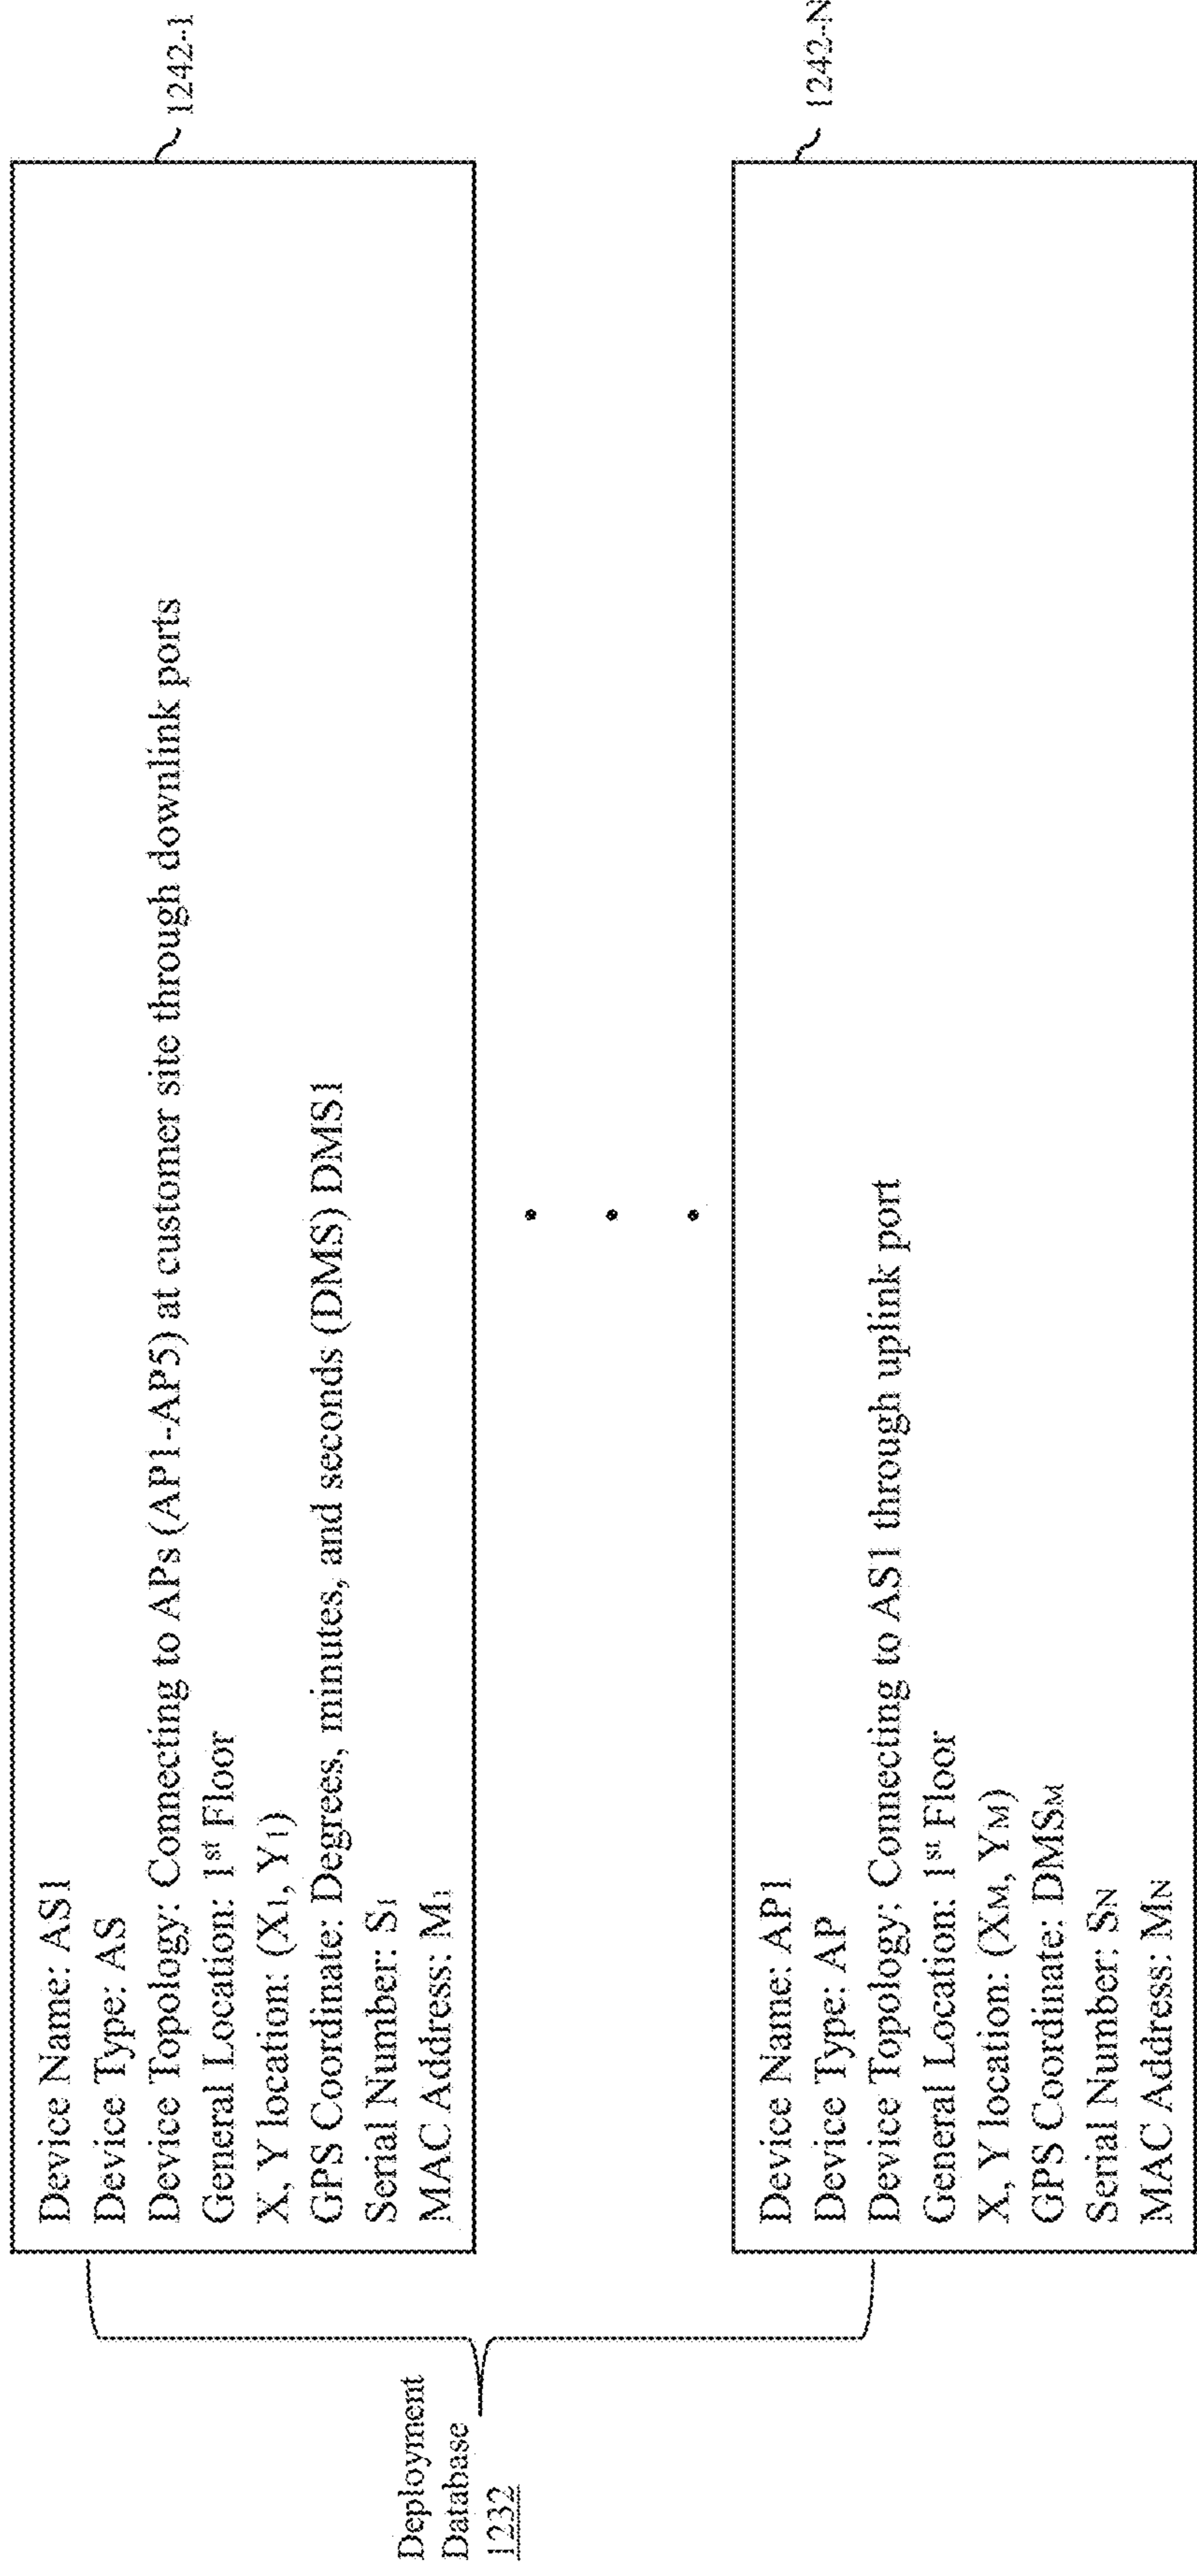 Deployment
Database
1232
Device Name: AS1
Device Type: AS
Device Topology: Connecting to APs (AP1-AP5) at customer site through downlink ports
General Location: 1st Floor
X, Y location: (X1, Y1)
GPS Coordinate: Degrees, minutes, and seconds (DMS) DMS1
Serial Number: S1
MAC Address: M1
1242-1
Device Name: AP1
Device Type: AP
Device Topology: Connecting to AS1 through uplink port
General Location: 1st Floor
X, Y location: (XM, YM)
GPS Coordinate: DMSM
Serial Number: SN
MAC Address: MN
1242-N